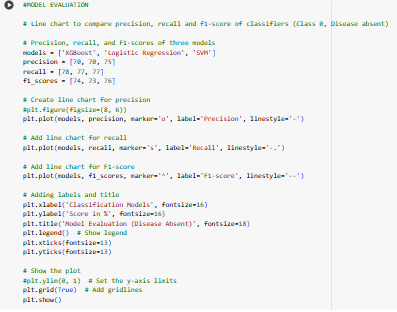 #MODEL EVALUATION
# Line chart to compare precision, recall and f1-score of classifiers (Class 0, Disease absent)
# Precision, recall, and F1-scores of three models
models = ['XGBoost', 'Logistic Regression', 'SVM']
precision = [70, 70, 75]
recall = [78, 77, 77]
f1_scores = [74, 73, 76]
# Create line chart for precision
#plt.figure(figsize=(8, 6))
plt.plot(models, precision, marker='o', label='Precision', linestyle='-')
# Add line chart for recall
plt.plot(models, recall, marker='s', label='Recall', linestyle='-.')
# Add line chart for F1-score
plt.plot(models, f1_scores, marker='^', label='F1-score', linestyle='--')
# Adding labels and title
plt.xlabel('Classification Models', fontsize=16)
plt.ylabel('Score in %', fontsize=16)
plt.title('Model Evaluation (Disease Absent)', fontsize=18)
plt.legend()  # Show legend
plt.xticks(fontsize=13)
plt.yticks(fontsize=13)
# Show the plot
#plt.ylim(0, 1)  # Set the y-axis limits
plt.grid(True)  # Add gridlines
plt.show()